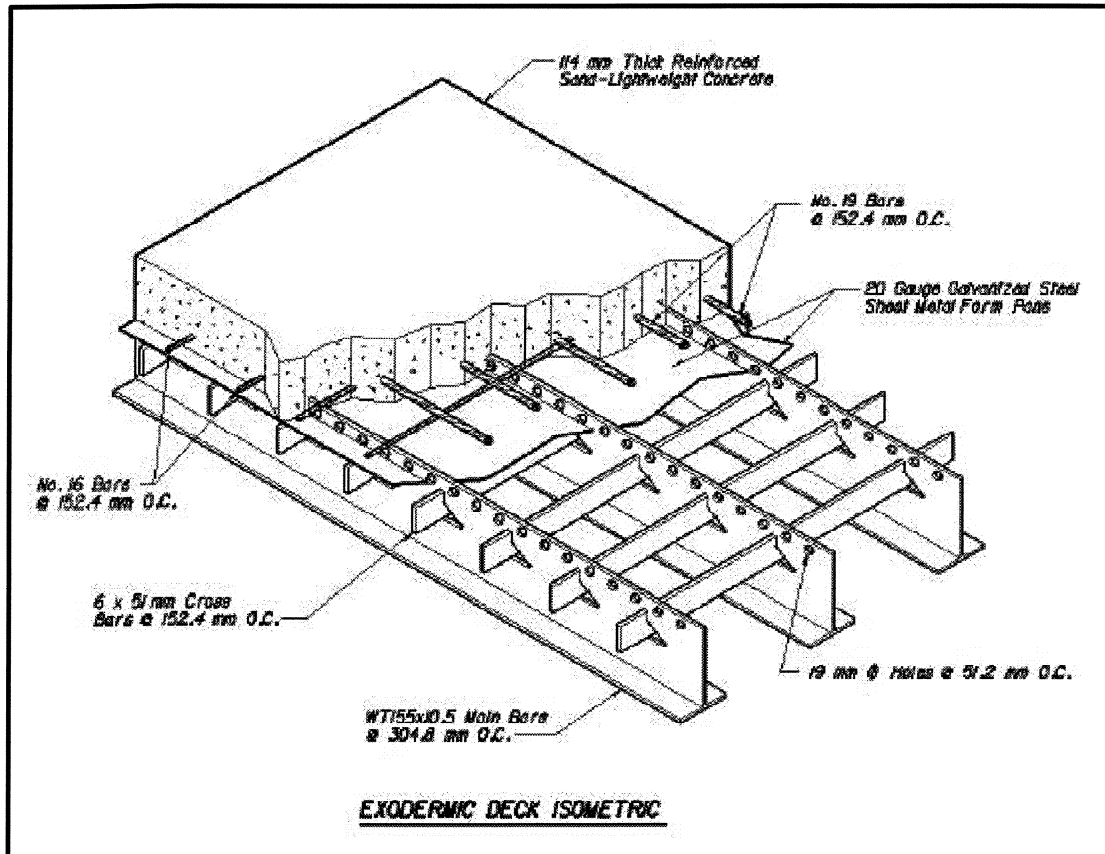 114 mm Thick Reinforced
Sand-Lightweight Concrete
No. 19 Bars
@ 152.4 mm O.C.
20 Gauge Galvanized Steel
Sheet Metal Form Pans
No. 16 Bars
@ 152.4 mm O.C.
6 x 51 mm Cross
Bars @ 152.4 mm O.C.
19 mm ϕ Holes @ 51.2 mm O.C.
WT155x10.5 Main Bars
@ 304.8 mm O.C.
EXODERMIC DECK ISOMETRIC